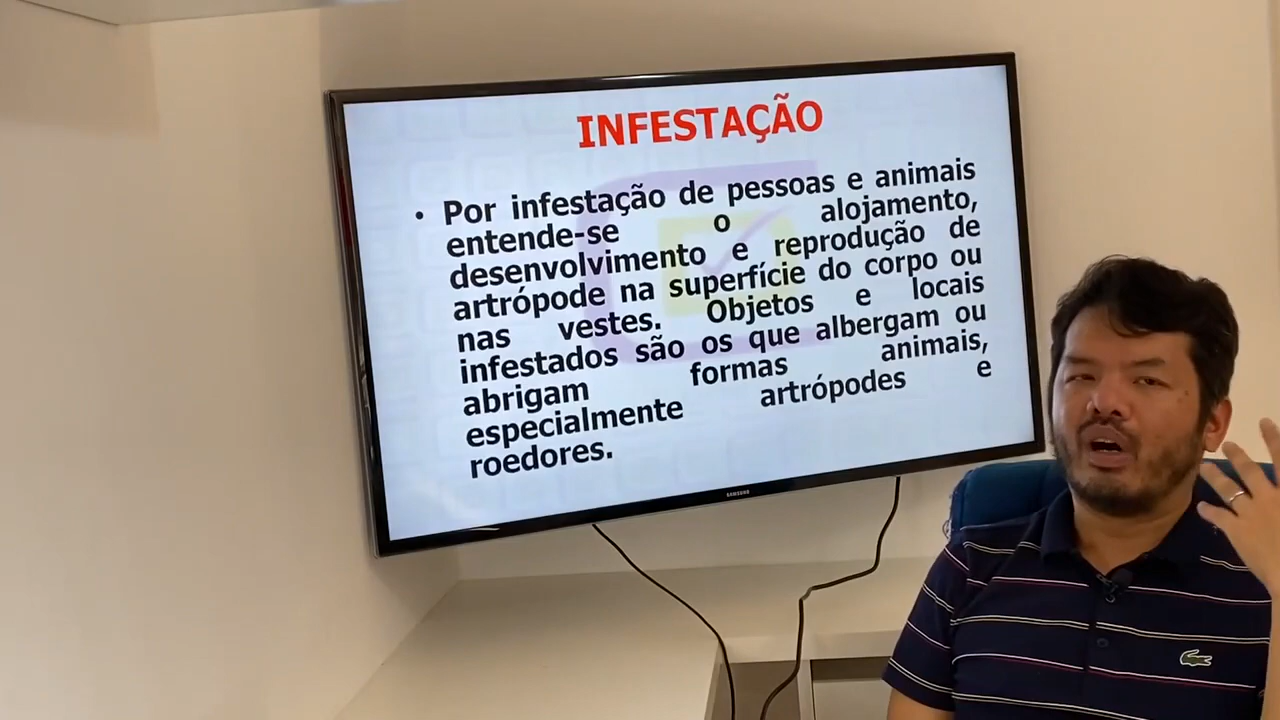 INFESTAÇÃO
• Por infestação de pessoas e animais
entende-se o alojamento,
desenvolvimento e reprodução de
artrópode na superfície do corpo ou
nas vestes. Objetos e locais
infestados são os que albergam ou
abrigam formas animais,
especialmente artrópodes e
roedores.
SAMSUNG